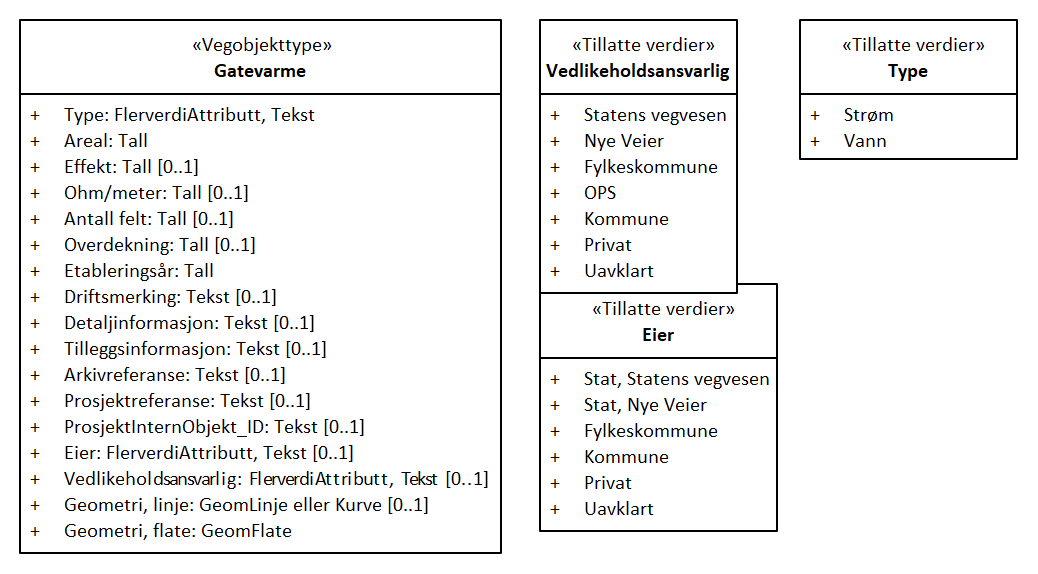 «Vegobjekttype»
Gatevarme
+ Type: FlerverdiAttributt, Tekst
+ Areal: Tall
+ Effekt: Tall [0..1]
+ Ohm/meter: Tall [0..1]
+ Antall felt: Tall [0..1]
+ Overdekning: Tall [0..1]
+ Etableringsår: Tall
+ Driftsmerking: Tekst [0..1]
+ Detaljinformasjon: Tekst [0..1]
+ Tilleggsinformasjon: Tekst [0..1]
+ Arkivreferanse: Tekst [0..1]
+ Prosjektreferanse: Tekst [0..1]
+ ProsjektInternObjekt_ID: Tekst [0..1]
+ Eier: FlerverdiAttributt, Tekst [0..1]
+ Vedlikeholdsansvarlig: FlerverdiAttributt, Tekst [0..1]
+ Geometri, linje: GeomLinje eller Kurve [0..1]
+ Geometri, flate: GeomFlate
«Tillatte verdier»
Vedlikeholdsansvarlig
+ Statens vegvesen
+ Nye Veier
+ Fylkeskommune
+ OPS
+ Kommune
+ Privat
+ Uavklart
«Tillatte verdier»
Eier
+ Stat, Statens vegvesen
+ Stat, Nye Veier
+ Fylkeskommune
+ Kommune
+ Privat
+ Uavklart
«Tillatte verdier»
Type
+ Strøm
+ Vann